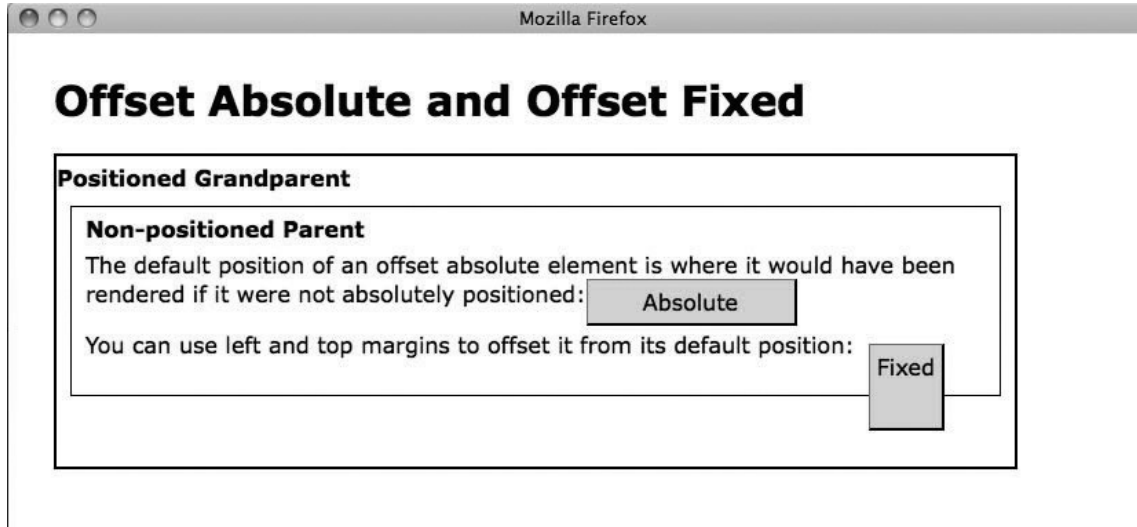 Mozilla Firefox
Offset Absolute and Offset Fixed
Positioned Grandparent
Non-positioned Parent
The default position of an offset absolute element is where it would have been
rendered if it were not absolutely positioned: Absolute
You can use left and top margins to offset it from its default position:
Fixed